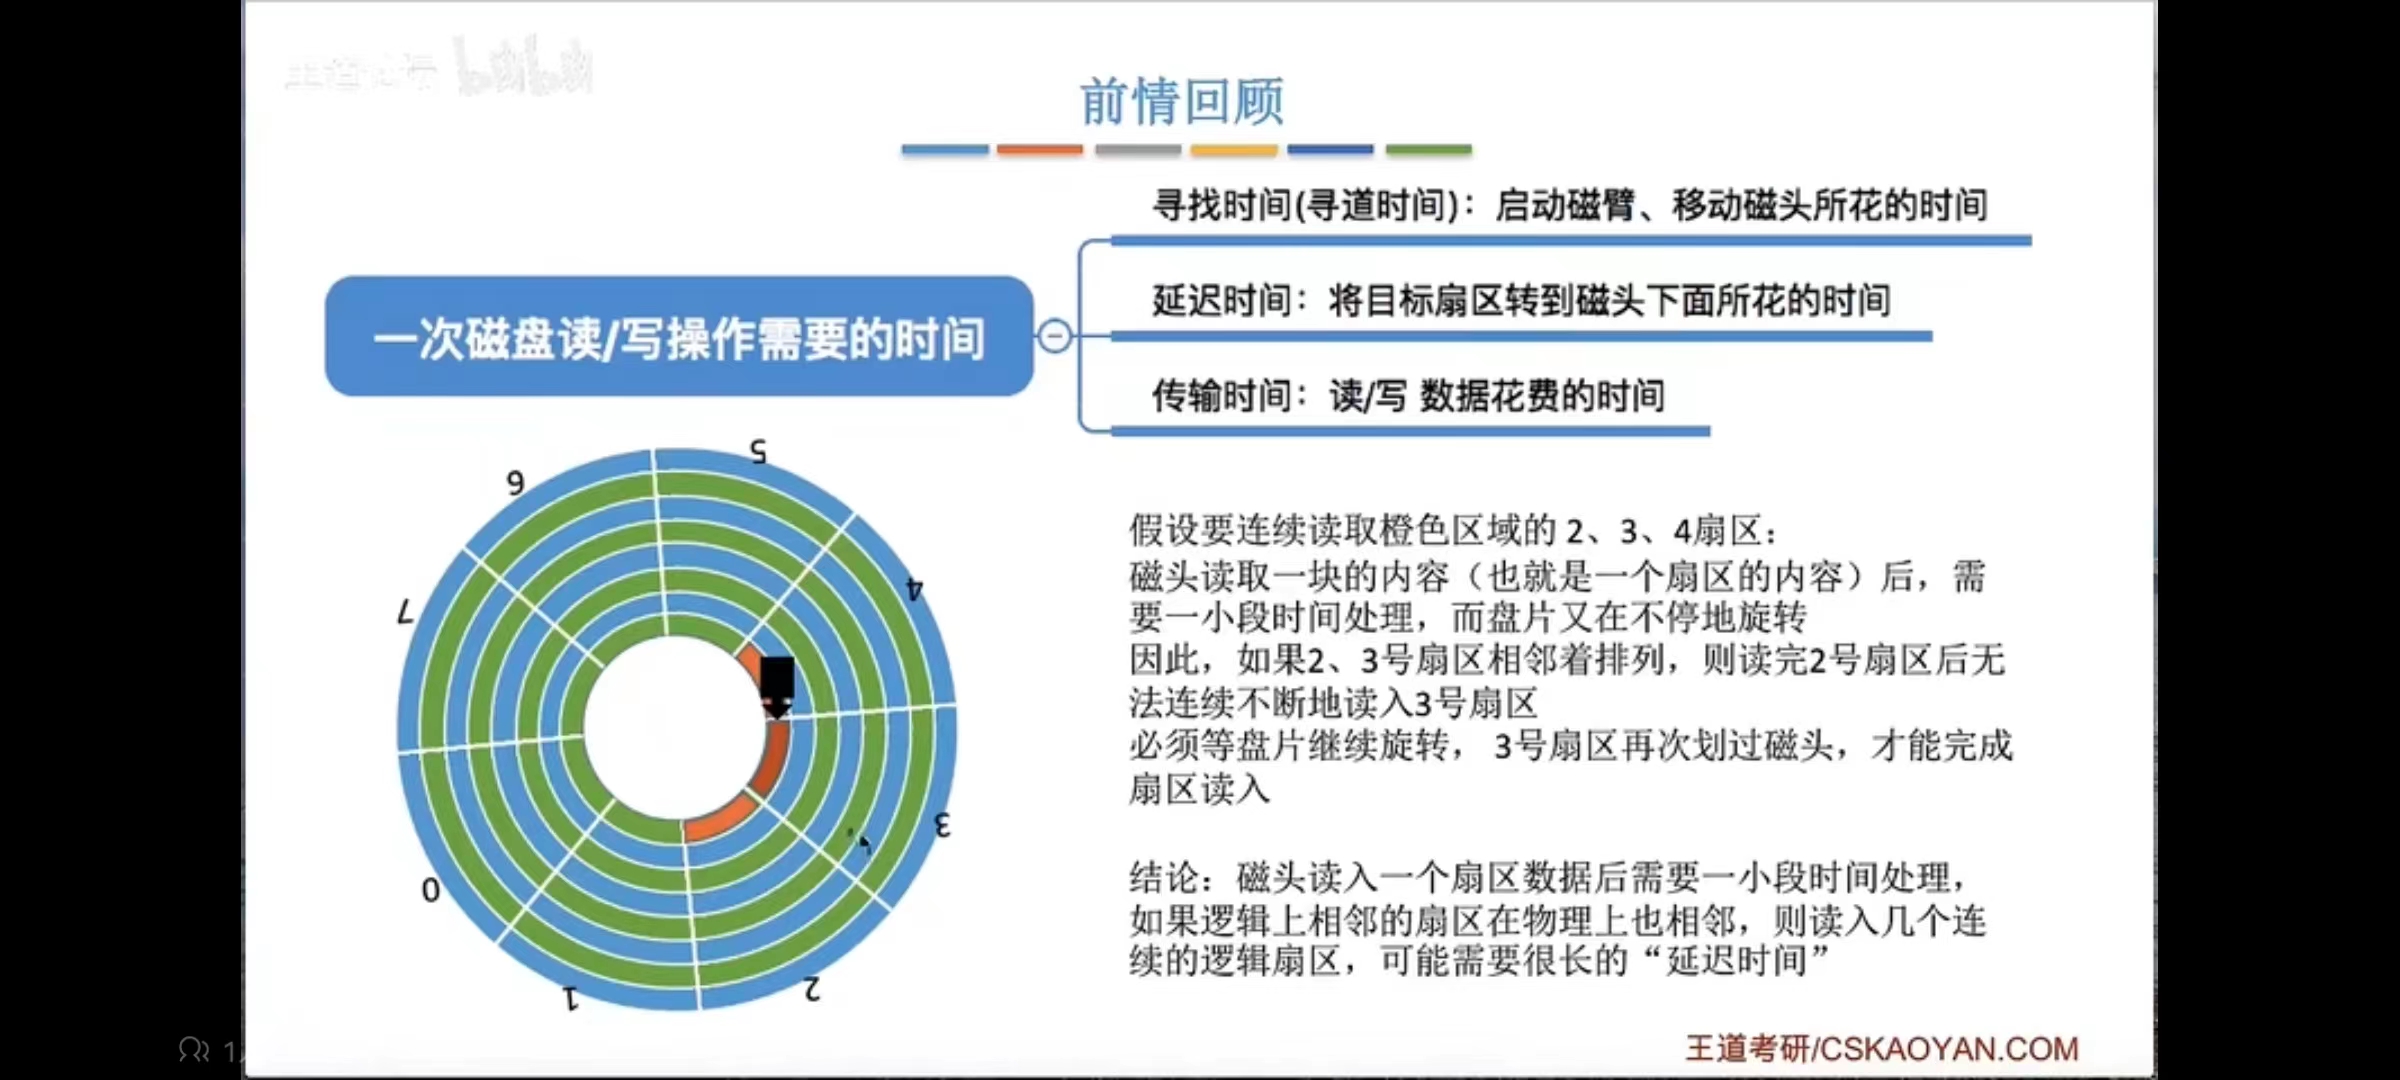 前情回顾
寻找时间(寻道时间)：启动磁臂、移动磁头所花的时间
一次磁盘读/写操作需要的时间
延迟时间：将目标扇区转到磁头下面所花的时间
传输时间：读/写 数据花费的时间
5
6
4
7
3
0
2
1
假设要连续读取橙色区域的 2、3、4扇区：
磁头读取一块的内容（也就是一个扇区的内容）后，需
要一小段时间处理，而盘片又在不停地旋转
因此，如果2、3号扇区相邻着排列，则读完2号扇区后无
法连续不断地读入3号扇区
必须等盘片继续旋转， 3号扇区再次划过磁头，才能完成
扇区读入
结论：磁头读入一个扇区数据后需要一小段时间处理，
如果逻辑上相邻的扇区在物理上也相邻，则读入几个连
续的逻辑扇区，可能需要很长的“延迟时间”
王道考研/CSKAOYAN.COM